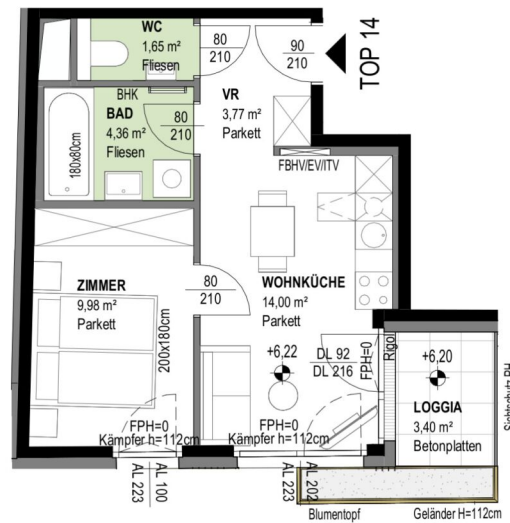 WC
1,65 m²
Fliesen
80
210
90
210
TOP 14
BHK
BAD
4,36 m²
Fliesen
180x80cm
80
210
VR
3,77 m²
Parkett
FBHV/EV/ITV
ZIMMER
9,98 m²
Parkett
200x180cm
80
210
WOHNKÜCHE
14,00 m²
Parkett
+6,22
DL 92
DL 216
FPH=0
Rigol
+6,20
LOGGIA
3,40 m²
Betonplatten
Sichtschutz RH
FPH=0
Kämpfer h=112cm
FPH=0
Kämpfer h=112cm
AL 100
AL 223
AL 202
AL 223
Blumentopf
Geländer H=112cm